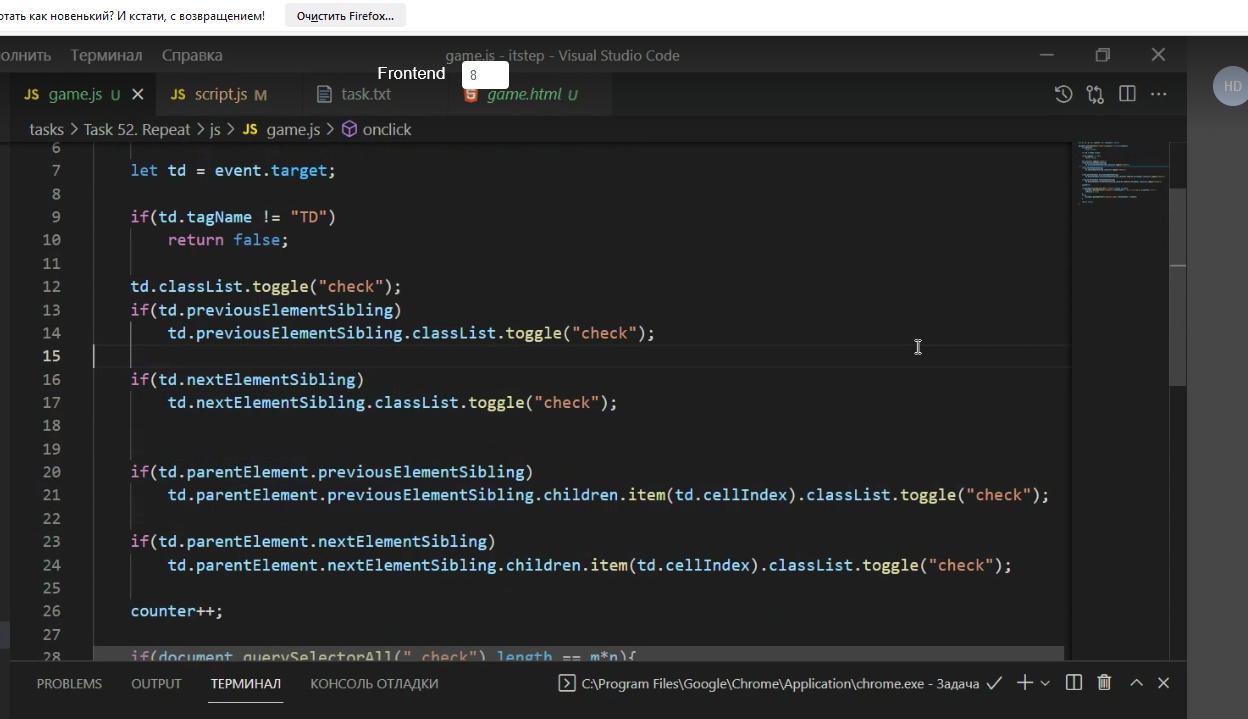 отать как новенький? И кстати, с возвращением! Очистить Firefox...
олнить Терминал Справка game.js - itstep - Visual Studio Code
Frontend 8
JS game.js U JS script.js M task.txt game.html U
HD
tasks > Task 52. Repeat > js > JS game.js > onclick
6
7 let td = event.target;
8
9 if(td.tagName != "TD")
10 return false;
11
12 td.classList.toggle("check");
13 if(td.previousElementSibling)
14 td.previousElementSibling.classList.toggle("check");
15
16 if(td.nextElementSibling)
17 td.nextElementSibling.classList.toggle("check");
18
19
20 if(td.parentElement.previousElementSibling)
21 td.parentElement.previousElementSibling.children.item(td.cellIndex).classList.toggle("check");
22
23 if(td.parentElement.nextElementSibling)
24 td.parentElement.nextElementSibling.children.item(td.cellIndex).classList.toggle("check");
25
26 counter++;
27
28 if(document.querySelectorAll(".check").length == m*n){
PROBLEMS OUTPUT ТЕРМИНАЛ КОНСОЛЬ ОТЛАДКИ C:\Program Files\Google\Chrome\Application\chrome.exe - Задача